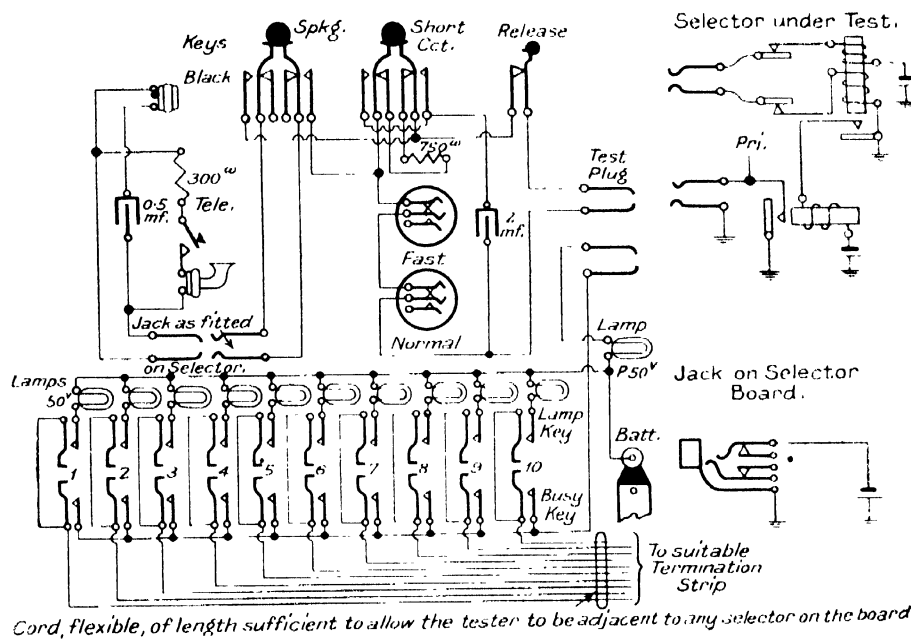 Selector under Test.
Keys
Spkg.
Short
Cct.
Release
Black
750ω
Test
Plug
Pri.
300ω
0·5
mf.
Tele.
2
mf.
Fast
Normal
Jack as fitted
on Selector.
Lamp
P50v
Lamps
50v
Jack on Selector
Board.
Lamp
Key
Batt.
1 2 3 4 5 6 7 8 9 10
Busy
Key
To suitable
Termination
Strip
Cord, flexible, of length sufficient to allow the tester to be adjacent to any selector on the board